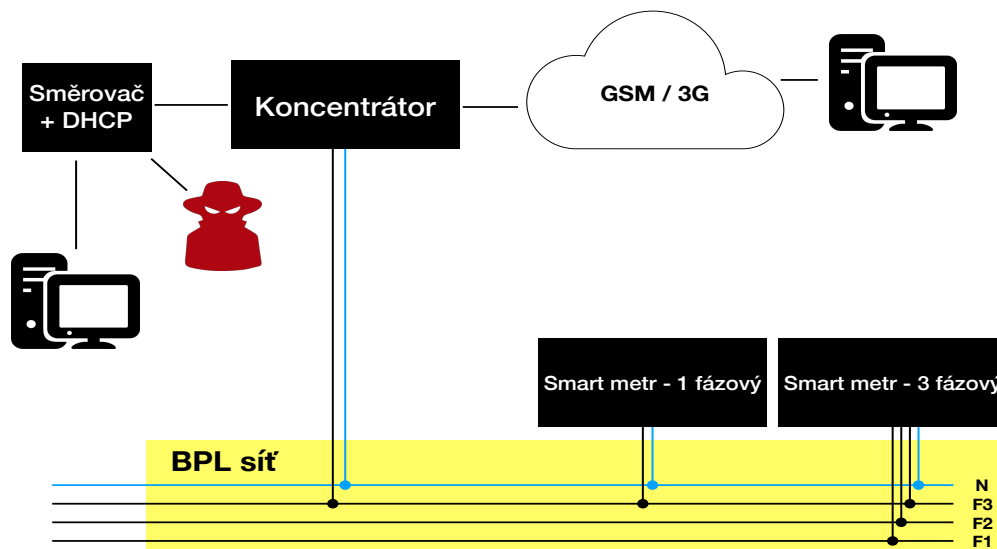 Směrovač
+ DHCP
Koncentrátor
GSM / 3G
Smart metr - 1 fázový
Smart metr - 3 fázový
BPL síť
N
F3
F2
F1